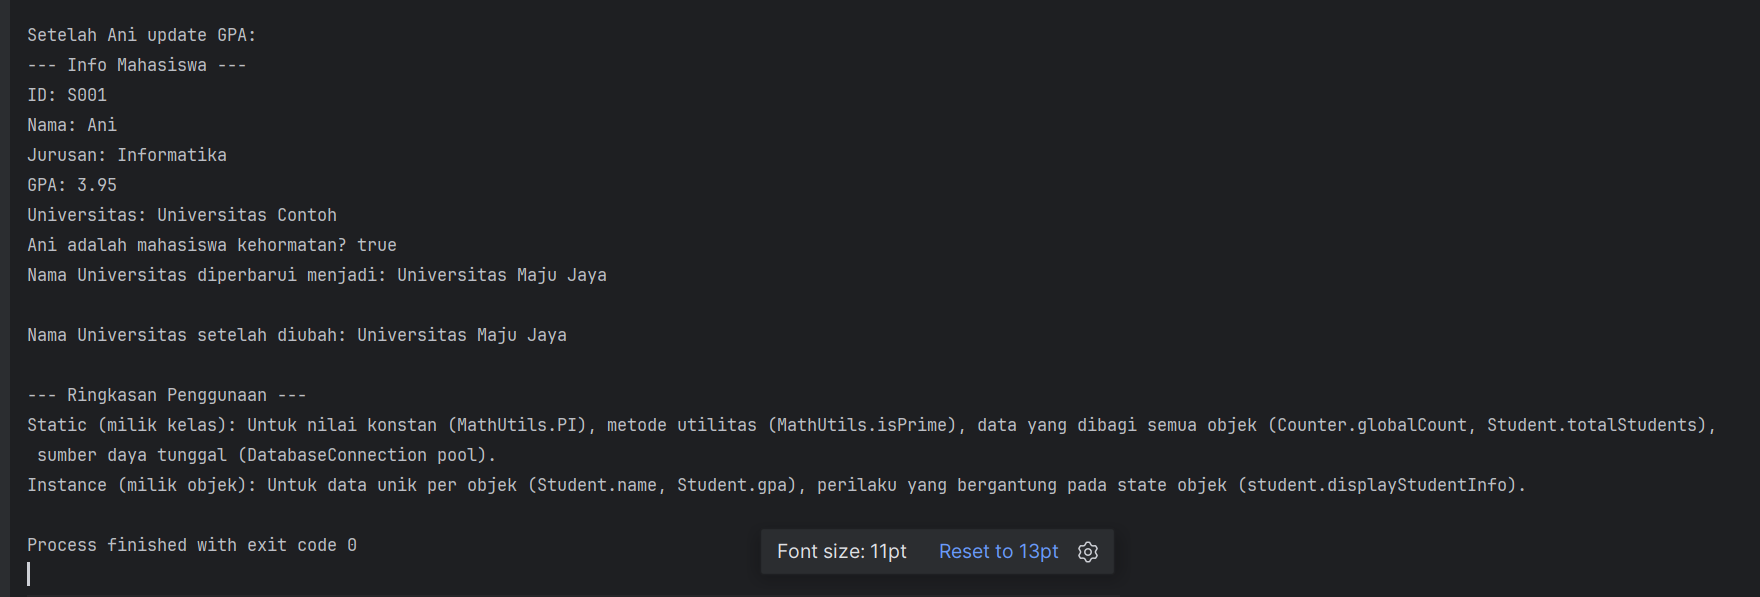 Setelah Ani update GPA:
--- Info Mahasiswa ---
ID: S001
Nama: Ani
Jurusan: Informatika
GPA: 3.95
Universitas: Universitas Contoh
Ani adalah mahasiswa kehormatan? true
Nama Universitas diperbarui menjadi: Universitas Maju Jaya
Nama Universitas setelah diubah: Universitas Maju Jaya
--- Ringkasan Penggunaan ---
Static (milik kelas): Untuk nilai konstan (MathUtils.PI), metode utilitas (MathUtils.isPrime), data yang dibagi semua objek (Counter.globalCount, Student.totalStudents),
sumber daya tunggal (DatabaseConnection pool).
Instance (milik objek): Untuk data unik per objek (Student.name, Student.gpa), perilaku yang bergantung pada state objek (student.displayStudentInfo).
Process finished with exit code 0
Font size: 11pt Reset to 13pt